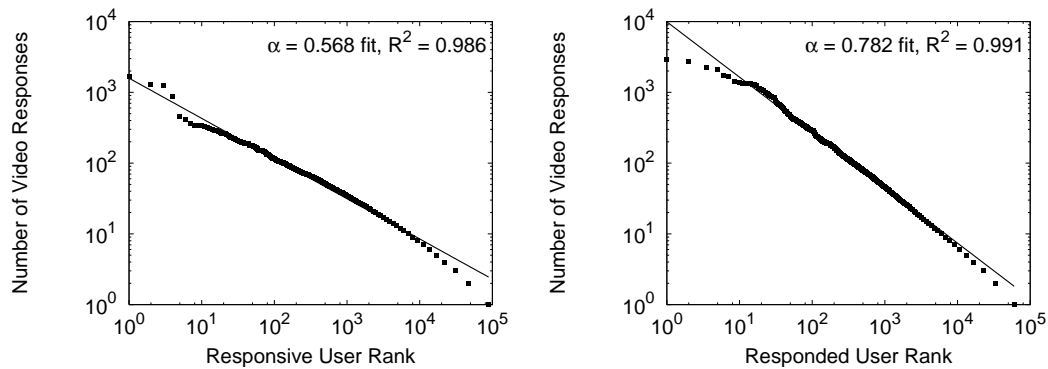 Number of Video Responses
10^4
10^3
10^2
10^1
10^0
α = 0.568 fit, R^2 = 0.986
10^0 10^1 10^2 10^3 10^4 10^5
Responsive User Rank
Number of Video Responses
10^4
10^3
10^2
10^1
10^0
α = 0.782 fit, R^2 = 0.991
10^0 10^1 10^2 10^3 10^4 10^5
Responded User Rank